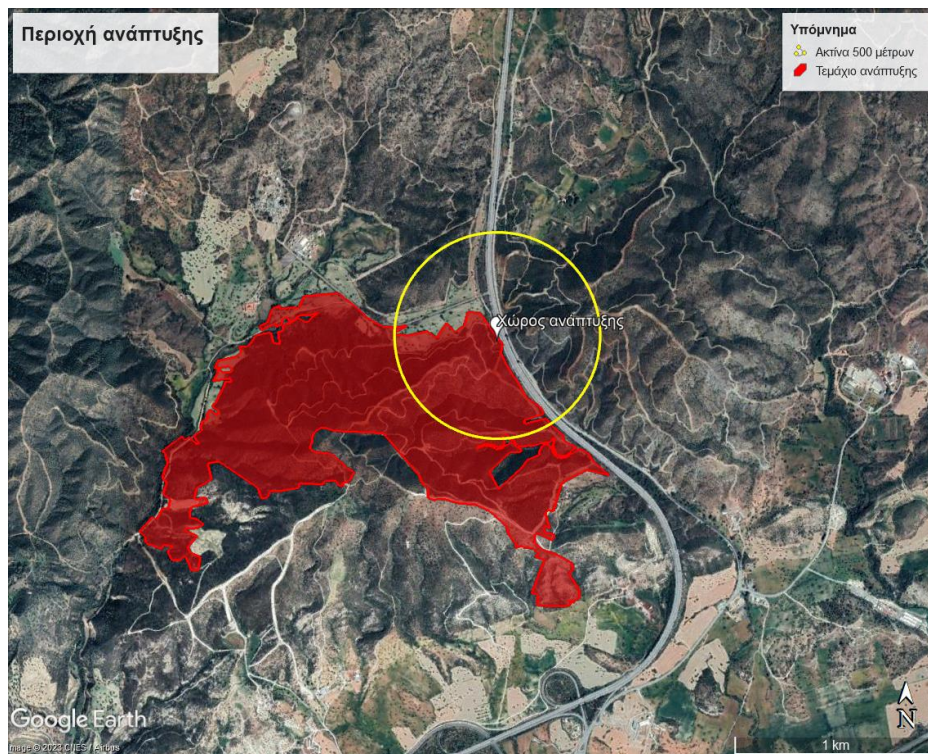 Περιοχή ανάπτυξης
Υπόμνημα
Ακτίνα 500 μέτρων
Τεμάχιο ανάπτυξης
Χώρος ανάπτυξης
Google Earth
Image © 2023 CNES / Airbus
N
1 km